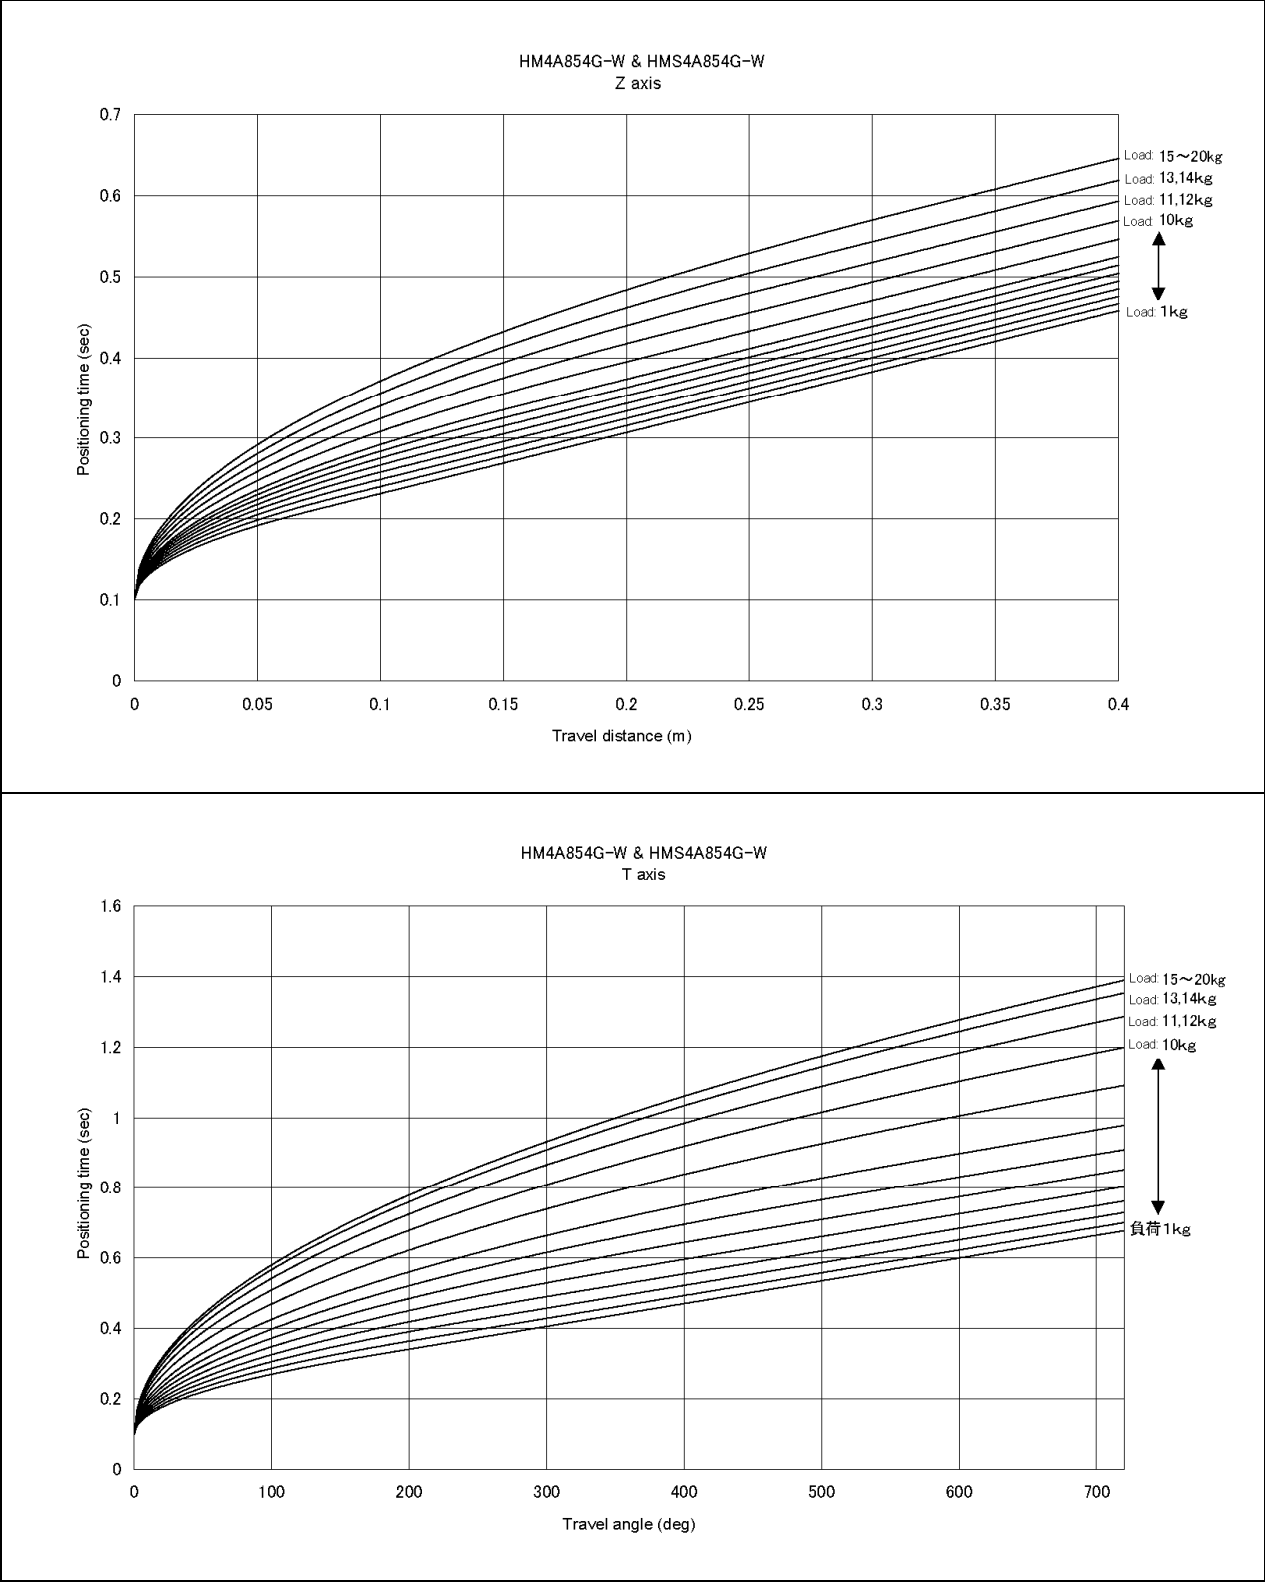 HM4A854G-W & HMS4A854G-W
Z axis
0.7
0.6
0.5
0.4
0.3
0.2
0.1
0
Positioning time (sec)
0 0.05 0.1 0.15 0.2 0.25 0.3 0.35 0.4
Travel distance (m)
Load: 15～20kg
Load: 13,14kg
Load: 11,12kg
Load: 10kg
Load: 1kg
HM4A854G-W & HMS4A854G-W
T axis
1.6
1.4
1.2
1
0.8
0.6
0.4
0.2
0
Positioning time (sec)
0 100 200 300 400 500 600 700
Travel angle (deg)
Load: 15～20kg
Load: 13,14kg
Load: 11,12kg
Load: 10kg
負荷1kg